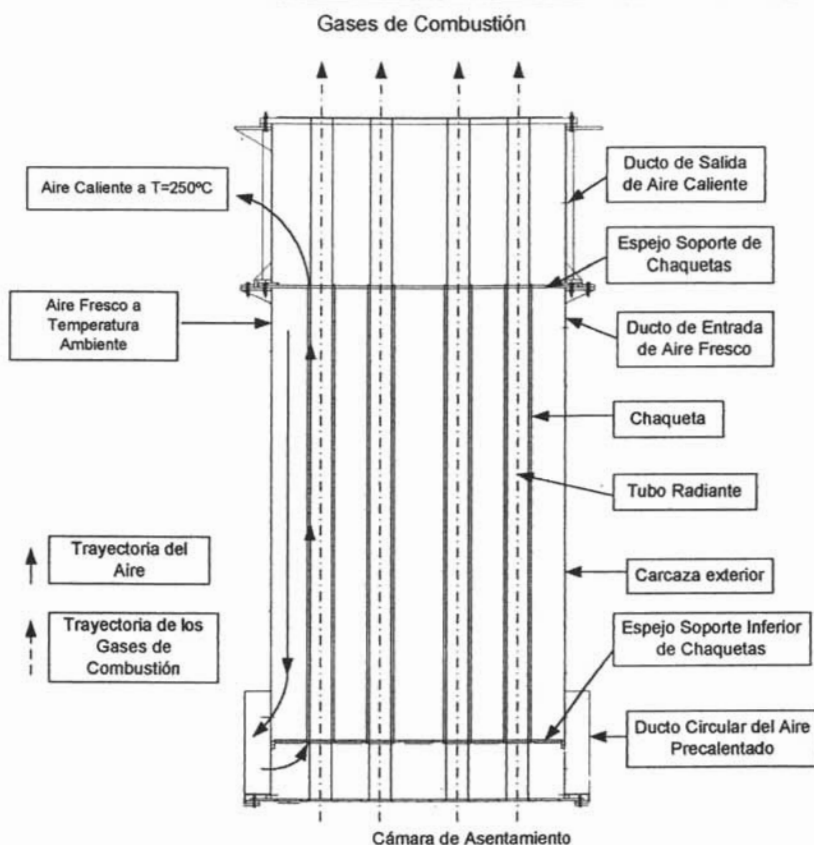 Gases de Combustión
Aire Caliente a T=250ºC
Aire Fresco a
Temperatura
Ambiente
Trayectoria del
Aire
Trayectoria de los
Gases de
Combustión
Ducto de Salida
de Aire Caliente
Espejo Soporte de
Chaquetas
Ducto de Entrada
de Aire Fresco
Chaqueta
Tubo Radiante
Carcaza exterior
Espejo Soporte Inferior
de Chaquetas
Ducto Circular del Aire
Precalentado
Cámara de Asentamiento